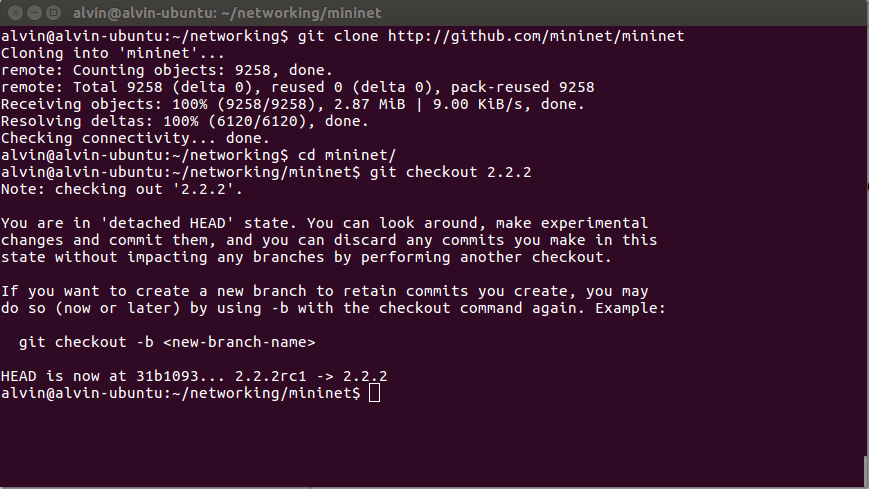 alvin@alvin-ubuntu: ~/networking/mininet
alvin@alvin-ubuntu:~/networking$ git clone http://github.com/mininet/mininet
Cloning into 'mininet'...
remote: Counting objects: 9258, done.
remote: Total 9258 (delta 0), reused 0 (delta 0), pack-reused 9258
Receiving objects: 100% (9258/9258), 2.87 MiB | 9.00 KiB/s, done.
Resolving deltas: 100% (6120/6120), done.
Checking connectivity... done.
alvin@alvin-ubuntu:~/networking$ cd mininet/
alvin@alvin-ubuntu:~/networking/mininet$ git checkout 2.2.2
Note: checking out '2.2.2'.
You are in 'detached HEAD' state. You can look around, make experimental
changes and commit them, and you can discard any commits you make in this
state without impacting any branches by performing another checkout.
If you want to create a new branch to retain commits you create, you may
do so (now or later) by using -b with the checkout command again. Example:
git checkout -b <new-branch-name>
HEAD is now at 31b1093... 2.2.2rc1 -> 2.2.2
alvin@alvin-ubuntu:~/networking/mininet$